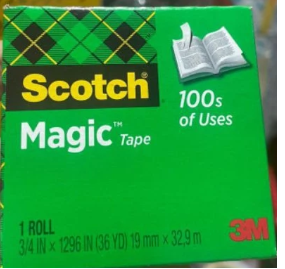 Scotch®
100s
of Uses
Magic™ Tape
1 ROLL
3/4 IN × 1296 IN (36 YD) 19 mm × 32,9 m
3M